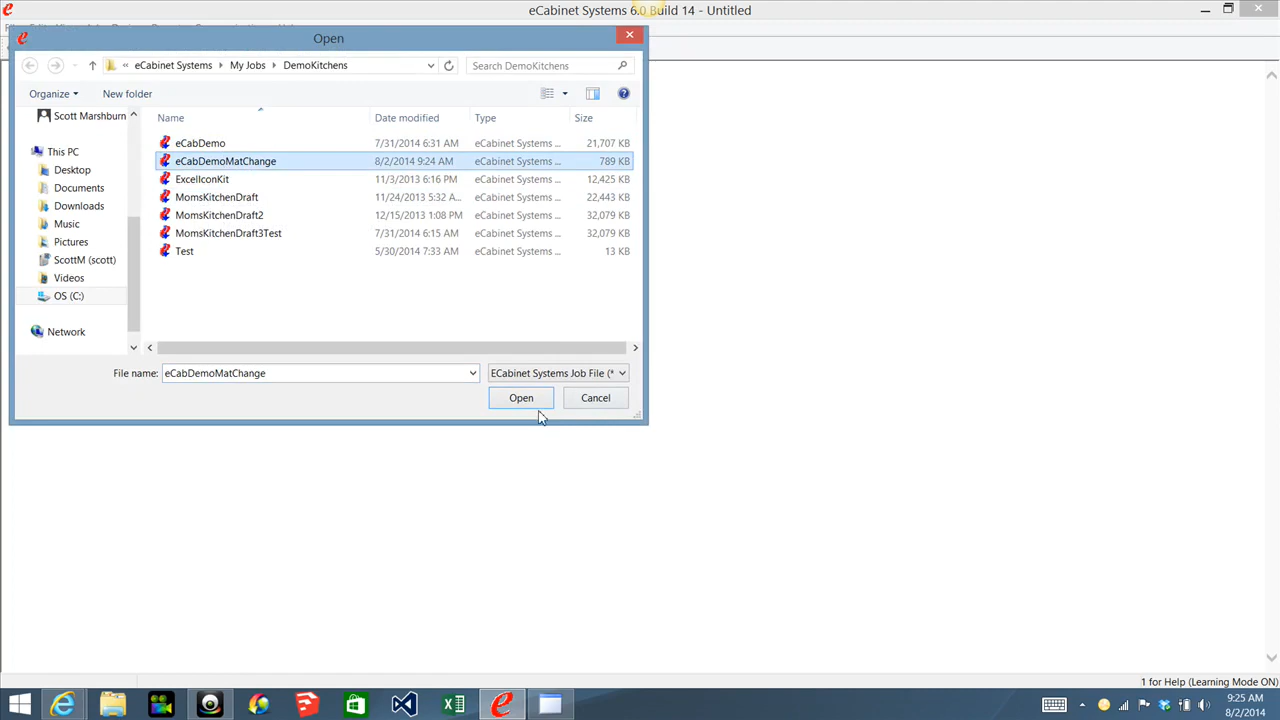 eCabinet Systems 6.0 Build 14 - Untitled
Open
« eCabinet Systems My Jobs DemoKitchens Search DemoKitchens
Organize New folder
Name Date modified Type Size
Scott Marshburn
This PC
Desktop
Documents
Downloads
Music
Pictures
ScottM (scott)
Videos
OS (C:)
Network
eCabDemo 7/31/2014 6:31 AM eCabinet Systems ... 21,707 KB
eCabDemoMatChange 8/2/2014 9:24 AM eCabinet Systems ... 789 KB
ExcelIconKit 11/3/2013 6:16 PM eCabinet Systems ... 12,425 KB
MomsKitchenDraft 11/24/2013 5:32 A... eCabinet Systems ... 22,443 KB
MomsKitchenDraft2 12/15/2013 1:08 PM eCabinet Systems ... 32,079 KB
MomsKitchenDraft3Test 7/31/2014 6:15 AM eCabinet Systems ... 32,079 KB
Test 5/30/2014 7:33 AM eCabinet Systems ... 13 KB
File name: eCabDemoMatChange ECabinet Systems Job File (*
Open Cancel
1 for Help (Learning Mode ON)
9:25 AM
8/2/2014